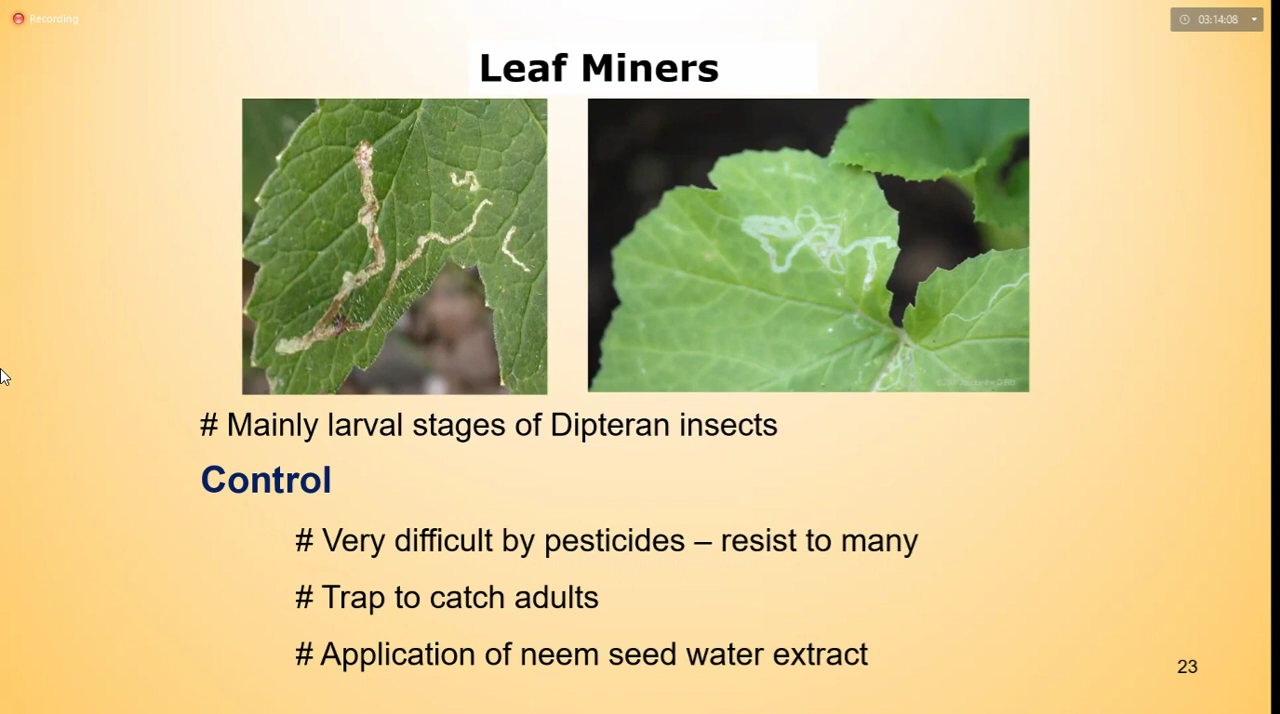 Recording
03:14:08
Leaf Miners
# Mainly larval stages of Dipteran insects
Control
# Very difficult by pesticides – resist to many
# Trap to catch adults
# Application of neem seed water extract
23